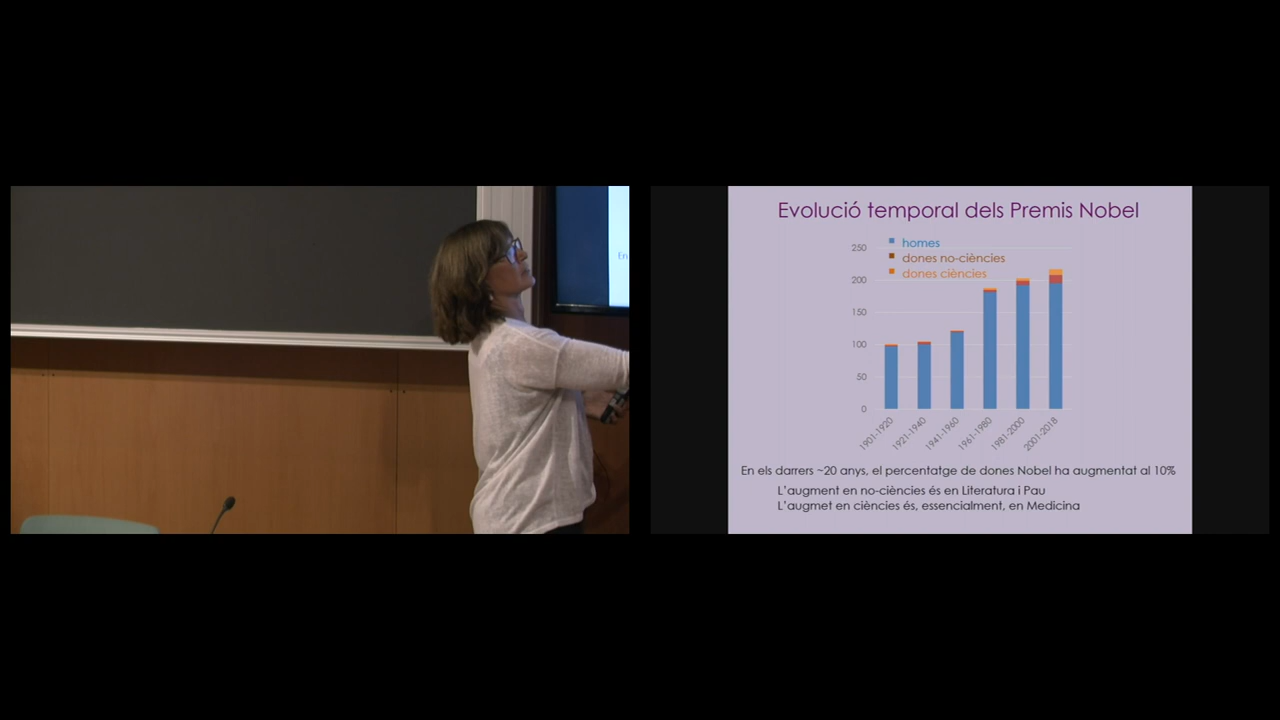 En
Evolució temporal dels Premis Nobel
homes
dones no-ciències
dones ciències
250
200
150
100
50
0
1901-1920
1921-1940
1941-1960
1961-1980
1981-2000
2001-2018
En els darrers ~20 anys, el percentatge de dones Nobel ha augmentat al 10%
L'augment en no-ciències és en Literatura i Pau
L'augmet en ciències és, essencialment, en Medicina